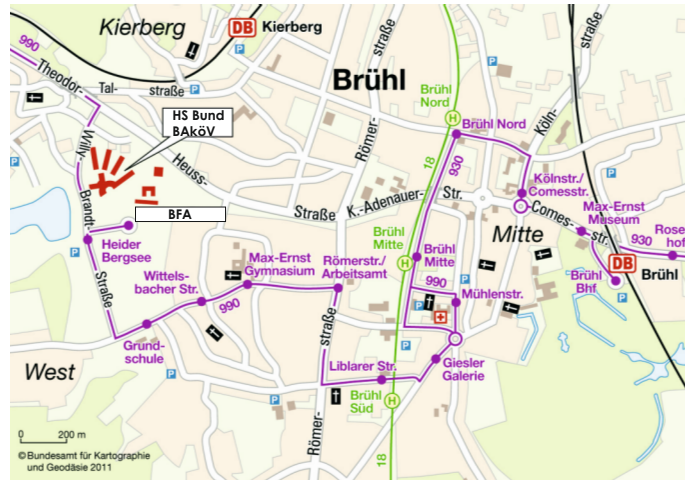 Kierberg
DB Kierberg
990
Theodor-
Tal-
straße
HS Bund
BAköV
Brühl
straße
Brühl
Nord
H
Brühl Nord
Köln-
Willy-
Heuss-
Römer-
18
930
Kölnstr./
Comesstr.
BFA
Straße
K.-Adenauer-
Str.
Comes-
str.
Max-Ernst
Museum
Rose
hof
930
Brandt-
Heider
Bergsee
Mitte
Brühl
Mitte
H
Brühl
Mitte
DB Brühl
Brühl
Bhf
Max-Ernst
Gymnasium
Römerstr./
Arbeitsamt
Wittels-
bacher Str.
990
990
Mühlenstr.
Straße
straße
Grund-
schule
Liblarer Str.
Giesler
Galerie
West
Brühl
Süd
H
Römer-
18
0 200 m
©Bundesamt für Kartographie
und Geodäsie 2011
P
P
P
P
P
P
P
P
P
P